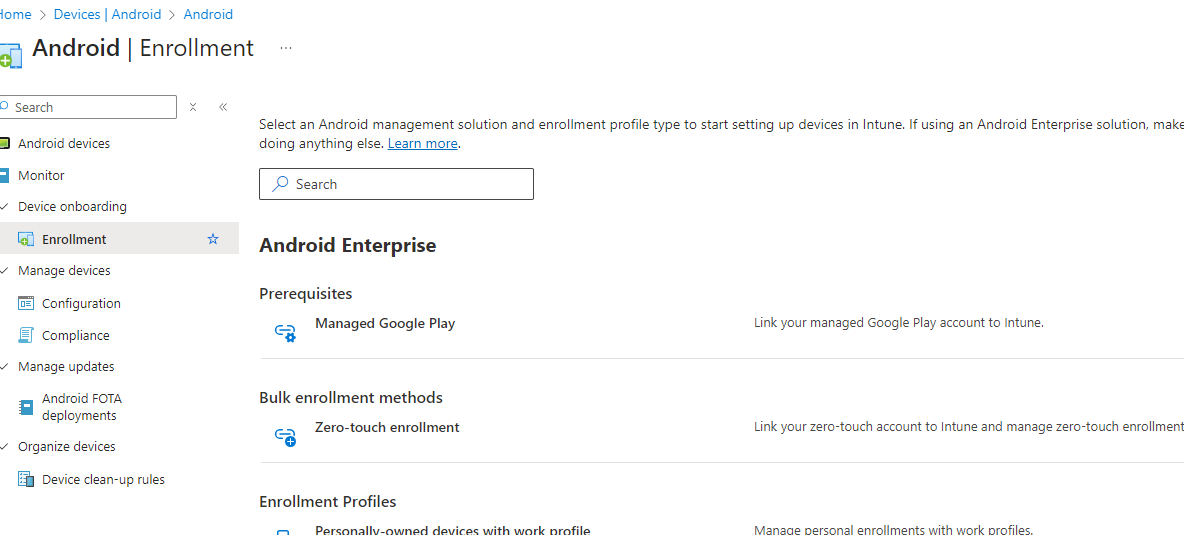 Home > Devices | Android > Android
Android | Enrollment ...
Search
Android devices
Monitor
Device onboarding
Enrollment
Manage devices
Configuration
Compliance
Manage updates
Android FOTA
deployments
Organize devices
Device clean-up rules
Select an Android management solution and enrollment profile type to start setting up devices in Intune. If using an Android Enterprise solution, make
doing anything else. Learn more.
Search
Android Enterprise
Prerequisites
Managed Google Play
Link your managed Google Play account to Intune.
Bulk enrollment methods
Zero-touch enrollment
Link your zero-touch account to Intune and manage zero-touch enrollment
Enrollment Profiles
Personally-owned devices with work profile
Manage personal enrollments with work profiles.